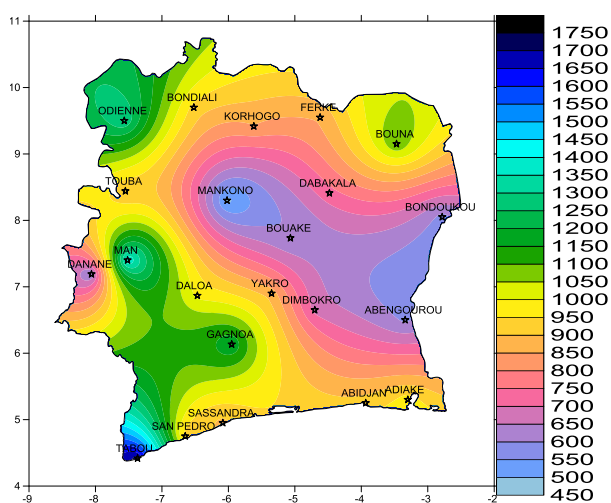 11
10
9
8
7
6
5
4
-9
-8
-7
-6
-5
-4
-3
-2
ODIENNE
BONDIALI
KORHOGO
FERKE
BOUNA
TOUBA
MANKONO
DABAKALA
BONDOUKOU
BOUAKE
MAN
DANANE
DALOA
YAKRO
DIMBOKRO
ABENGOUROU
GAGNOA
ABIDJAN
ADIAKE
SASSANDRA
SAN PEDRO
TABOU
1750
1700
1650
1600
1550
1500
1450
1400
1350
1300
1250
1200
1150
1100
1050
1000
950
900
850
800
750
700
650
600
550
500
450